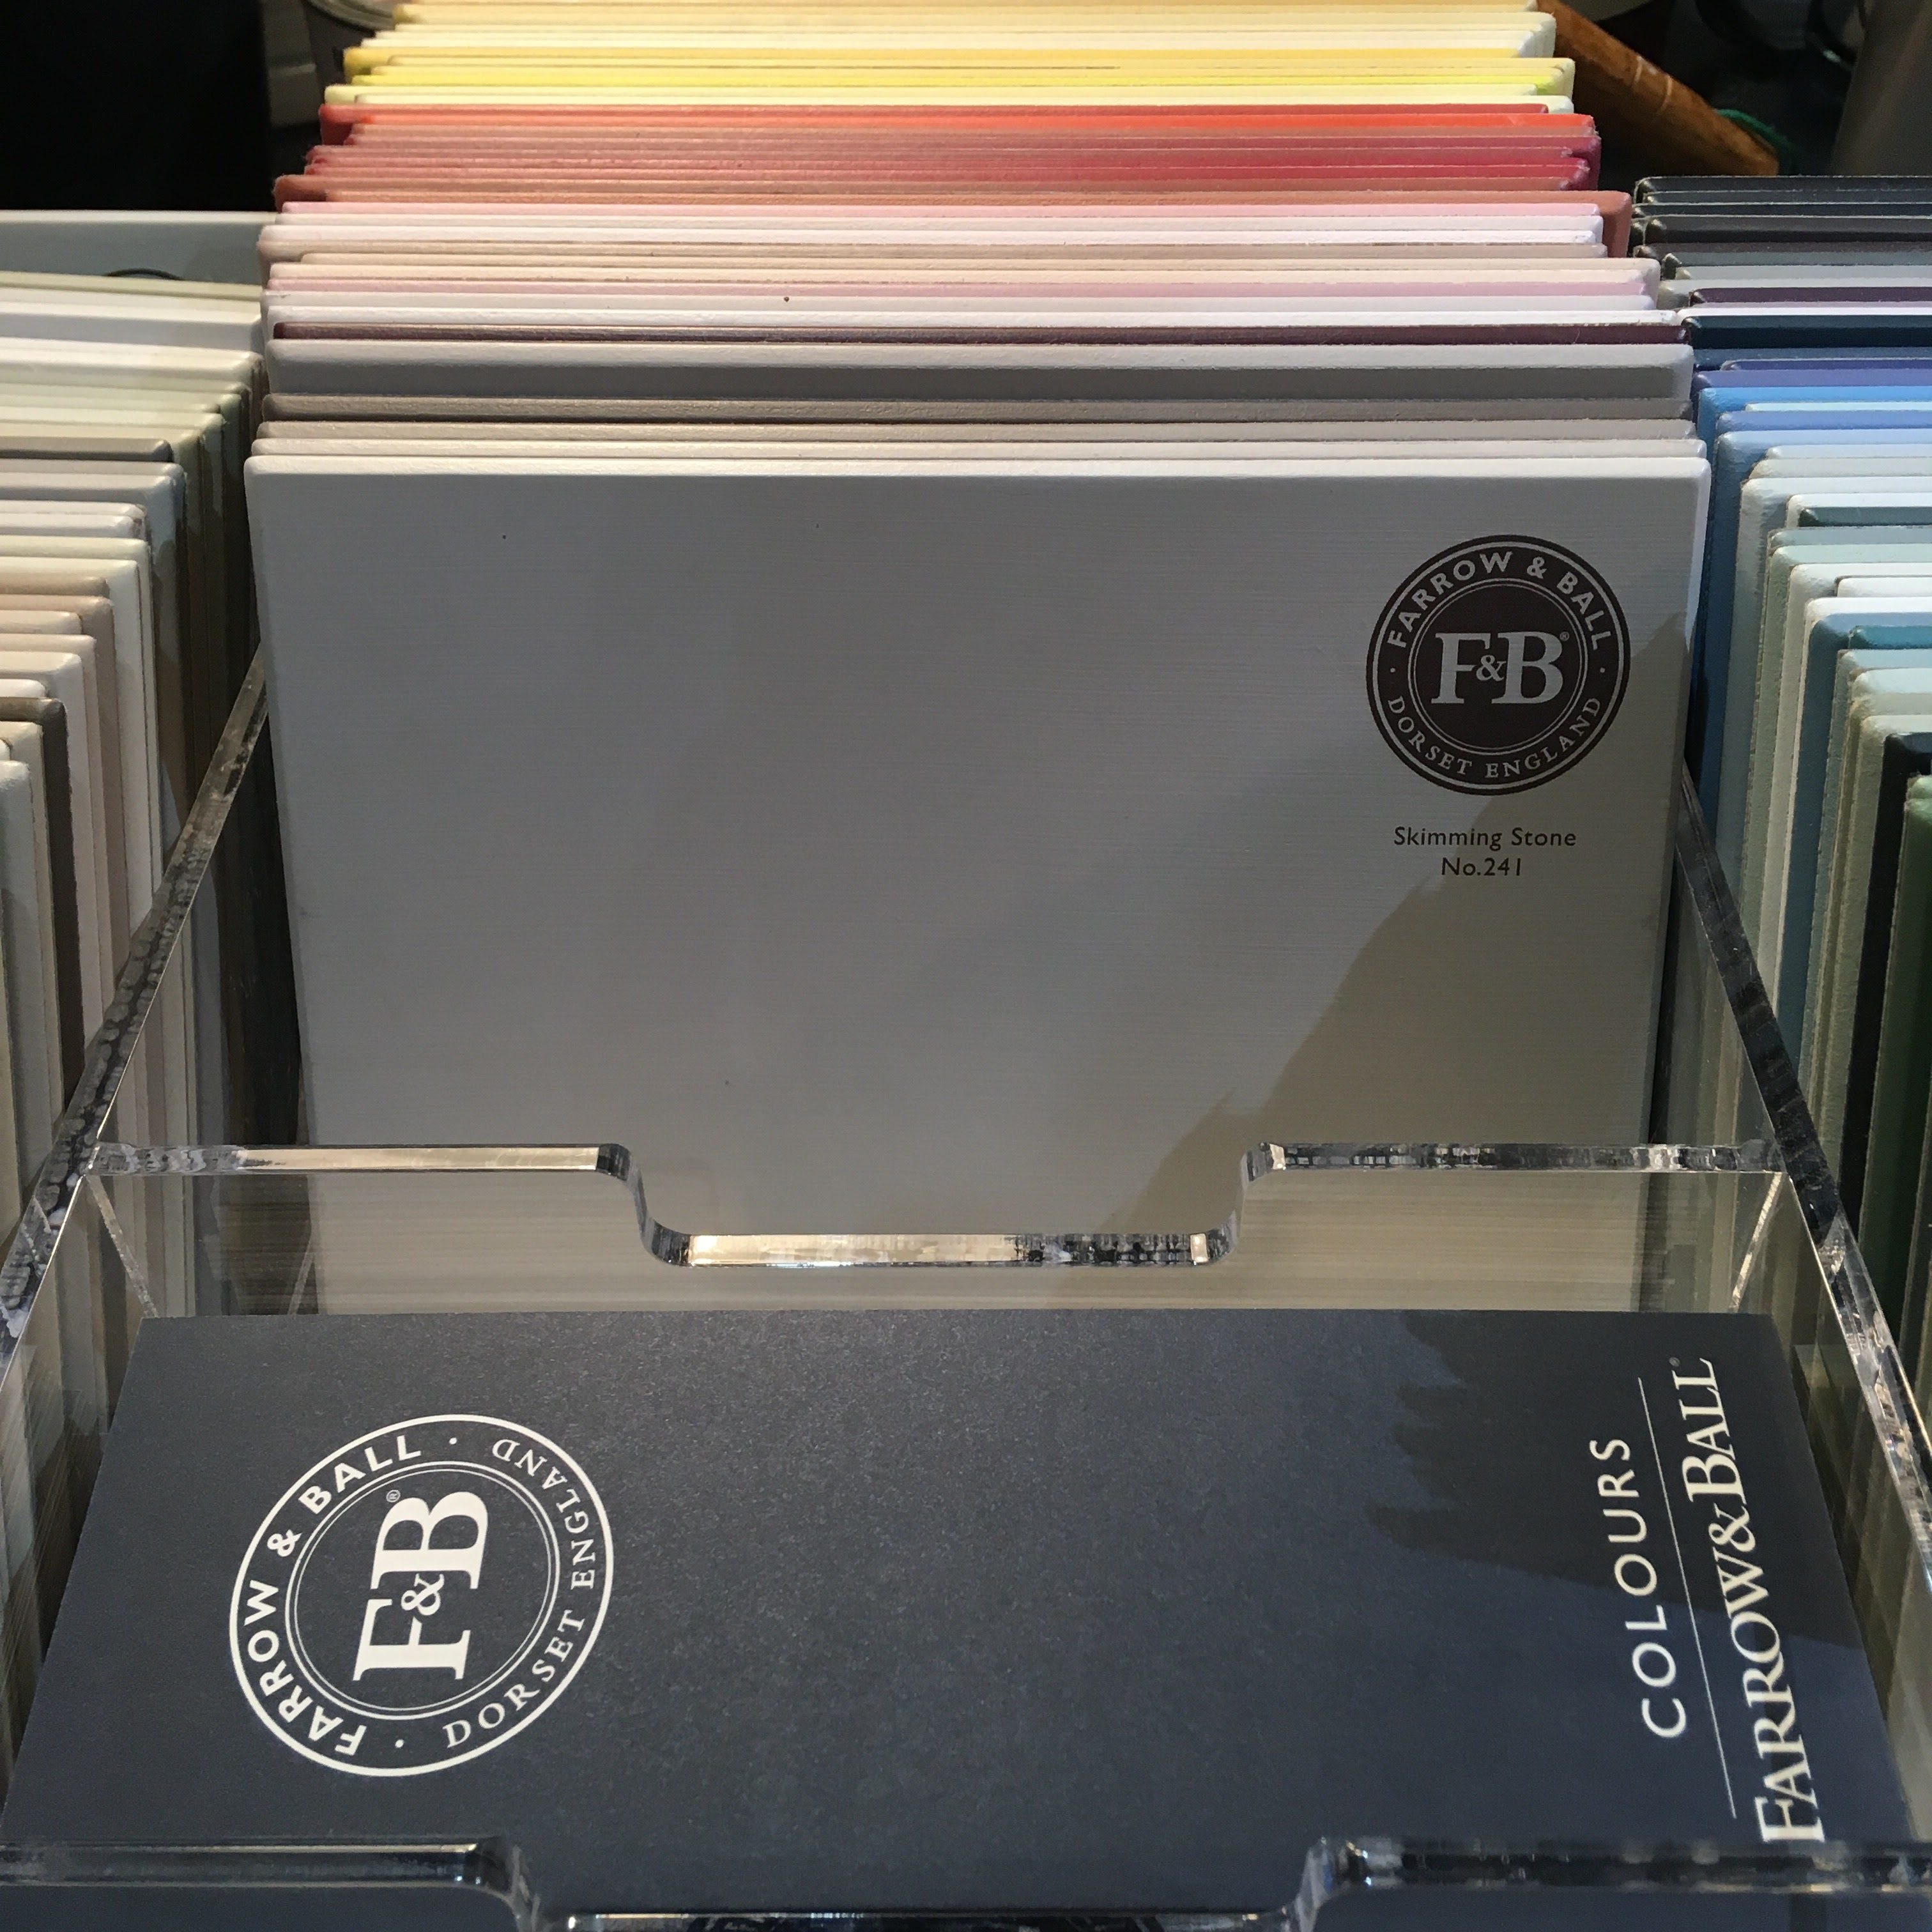 FARROW & BALL
F&B®
DORSET ENGLAND
Skimming Stone
No.241
FARROW & BALL
F&B®
DORSET ENGLAND
COLOURS
FARROW&BALL®